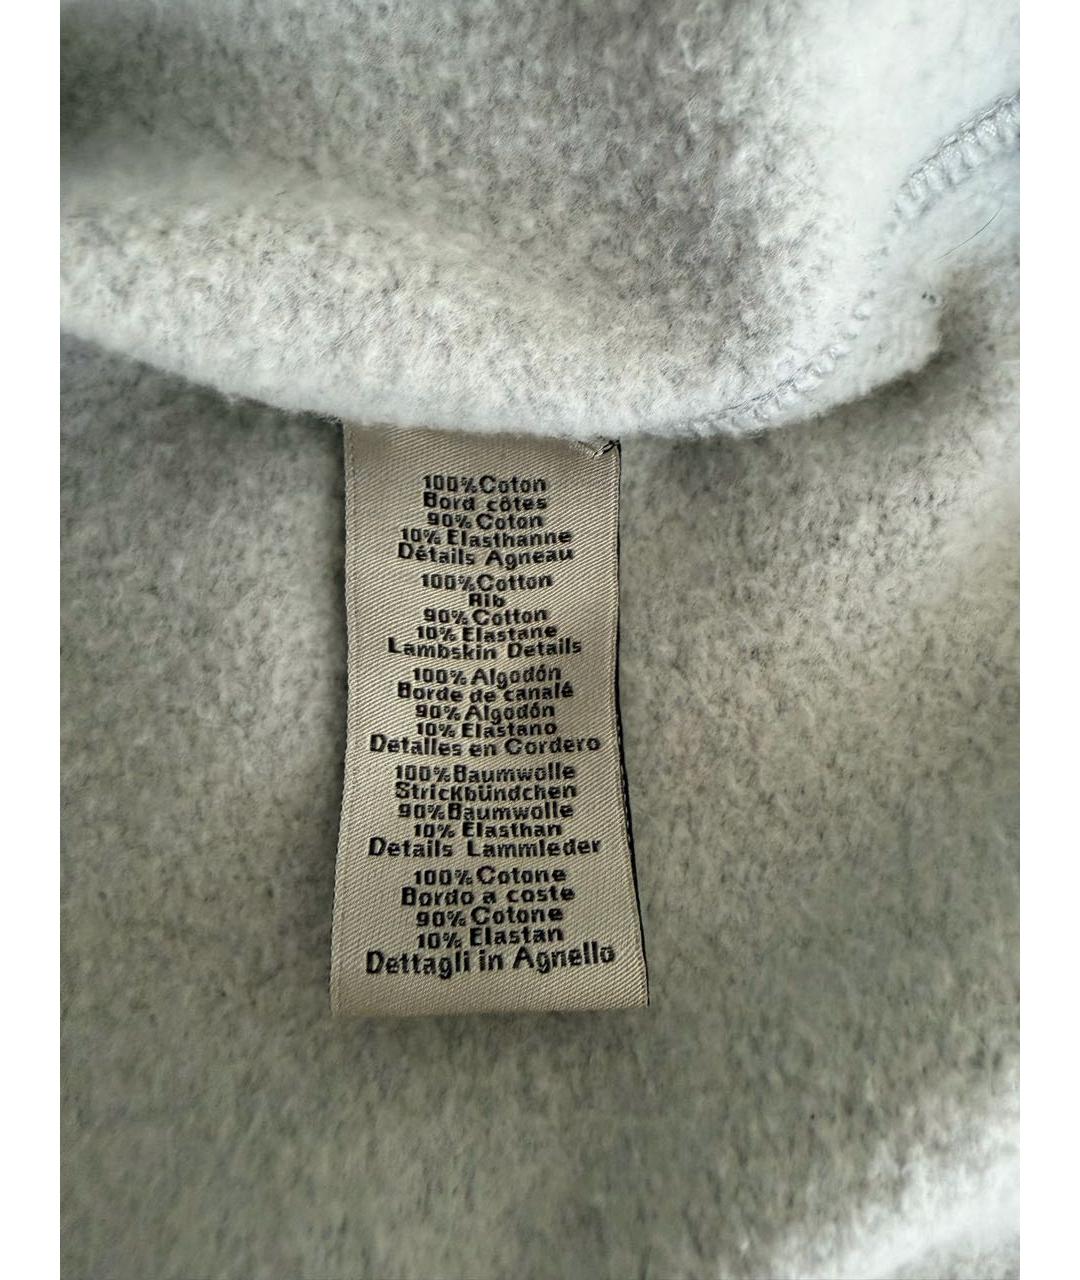 100%Coton
Bord côtes
90% Coton
10% Elasthanne
Détails Agneau
100%Cotton
Rib
90% Cotton
10% Elastane
Lambskin Details
100% Algodón
Borde de canalé
90% Algodón
10% Elastano
Detalles en Cordero
100%Baumwolle
Strickbündchen
90%Baumwolle
10% Elasthan
Details Lammleder
100% Cotone
Bordo a coste
90% Cotone
10% Elastan
Dettagli in Agnello